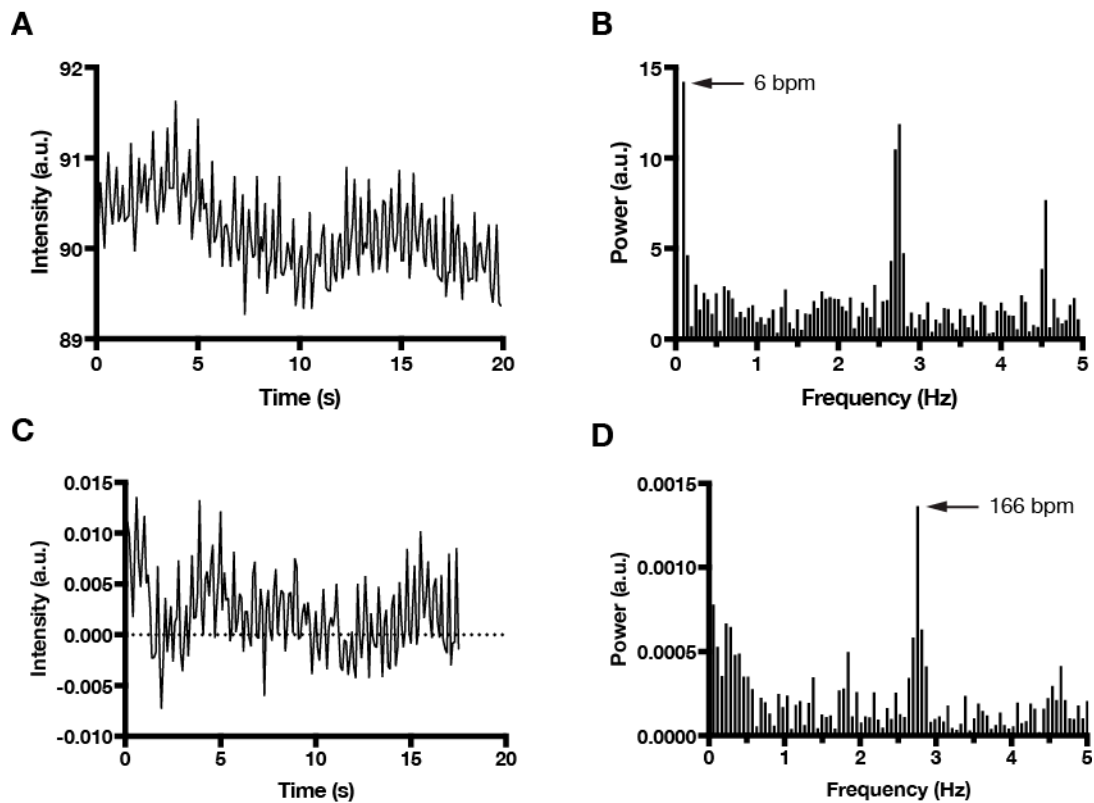 A
92
91
90
89
Intensity (a.u.)
0
5
10
15
20
Time (s)
B
15
10
5
0
Power (a.u.)
6 bpm
0
1
2
3
4
5
Frequency (Hz)
C
0.015
0.010
0.005
0.000
-0.005
-0.010
Intensity (a.u.)
0
5
10
15
20
Time (s)
D
0.0015
0.0010
0.0005
0.0000
Power (a.u.)
166 bpm
0
1
2
3
4
5
Frequency (Hz)